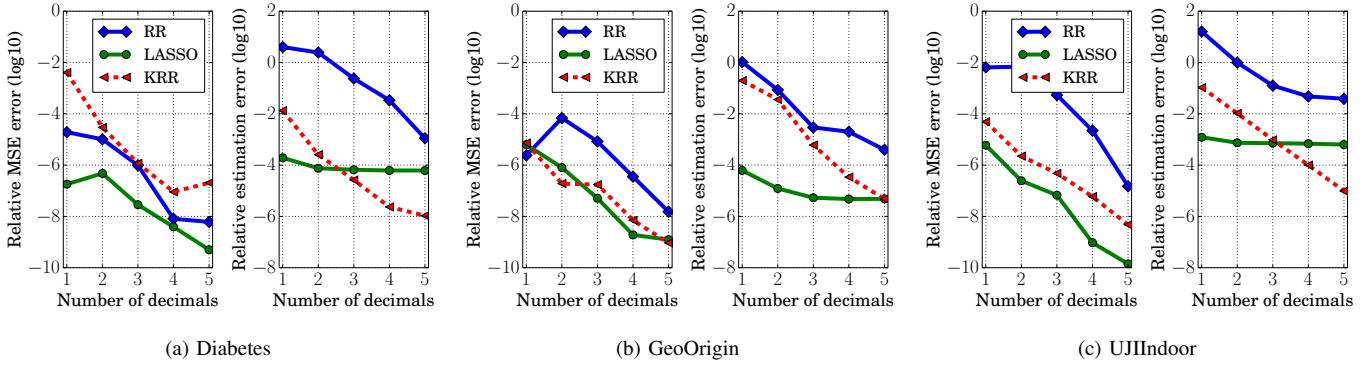 Relative MSE error (log10)
0
−2
−4
−6
−8
−10
1 2 3 4 5
Number of decimals
RR
LASSO
KRR
Relative estimation error (log10)
2
0
−2
−4
−6
−8
1 2 3 4 5
Number of decimals
(a) Diabetes
Relative MSE error (log10)
0
−2
−4
−6
−8
−10
1 2 3 4 5
Number of decimals
RR
LASSO
KRR
Relative estimation error (log10)
2
0
−2
−4
−6
−8
1 2 3 4 5
Number of decimals
(b) GeoOrigin
Relative MSE error (log10)
0
−2
−4
−6
−8
−10
1 2 3 4 5
Number of decimals
RR
LASSO
KRR
Relative estimation error (log10)
2
0
−2
−4
−6
−8
1 2 3 4 5
Number of decimals
(c) UJIIndoor